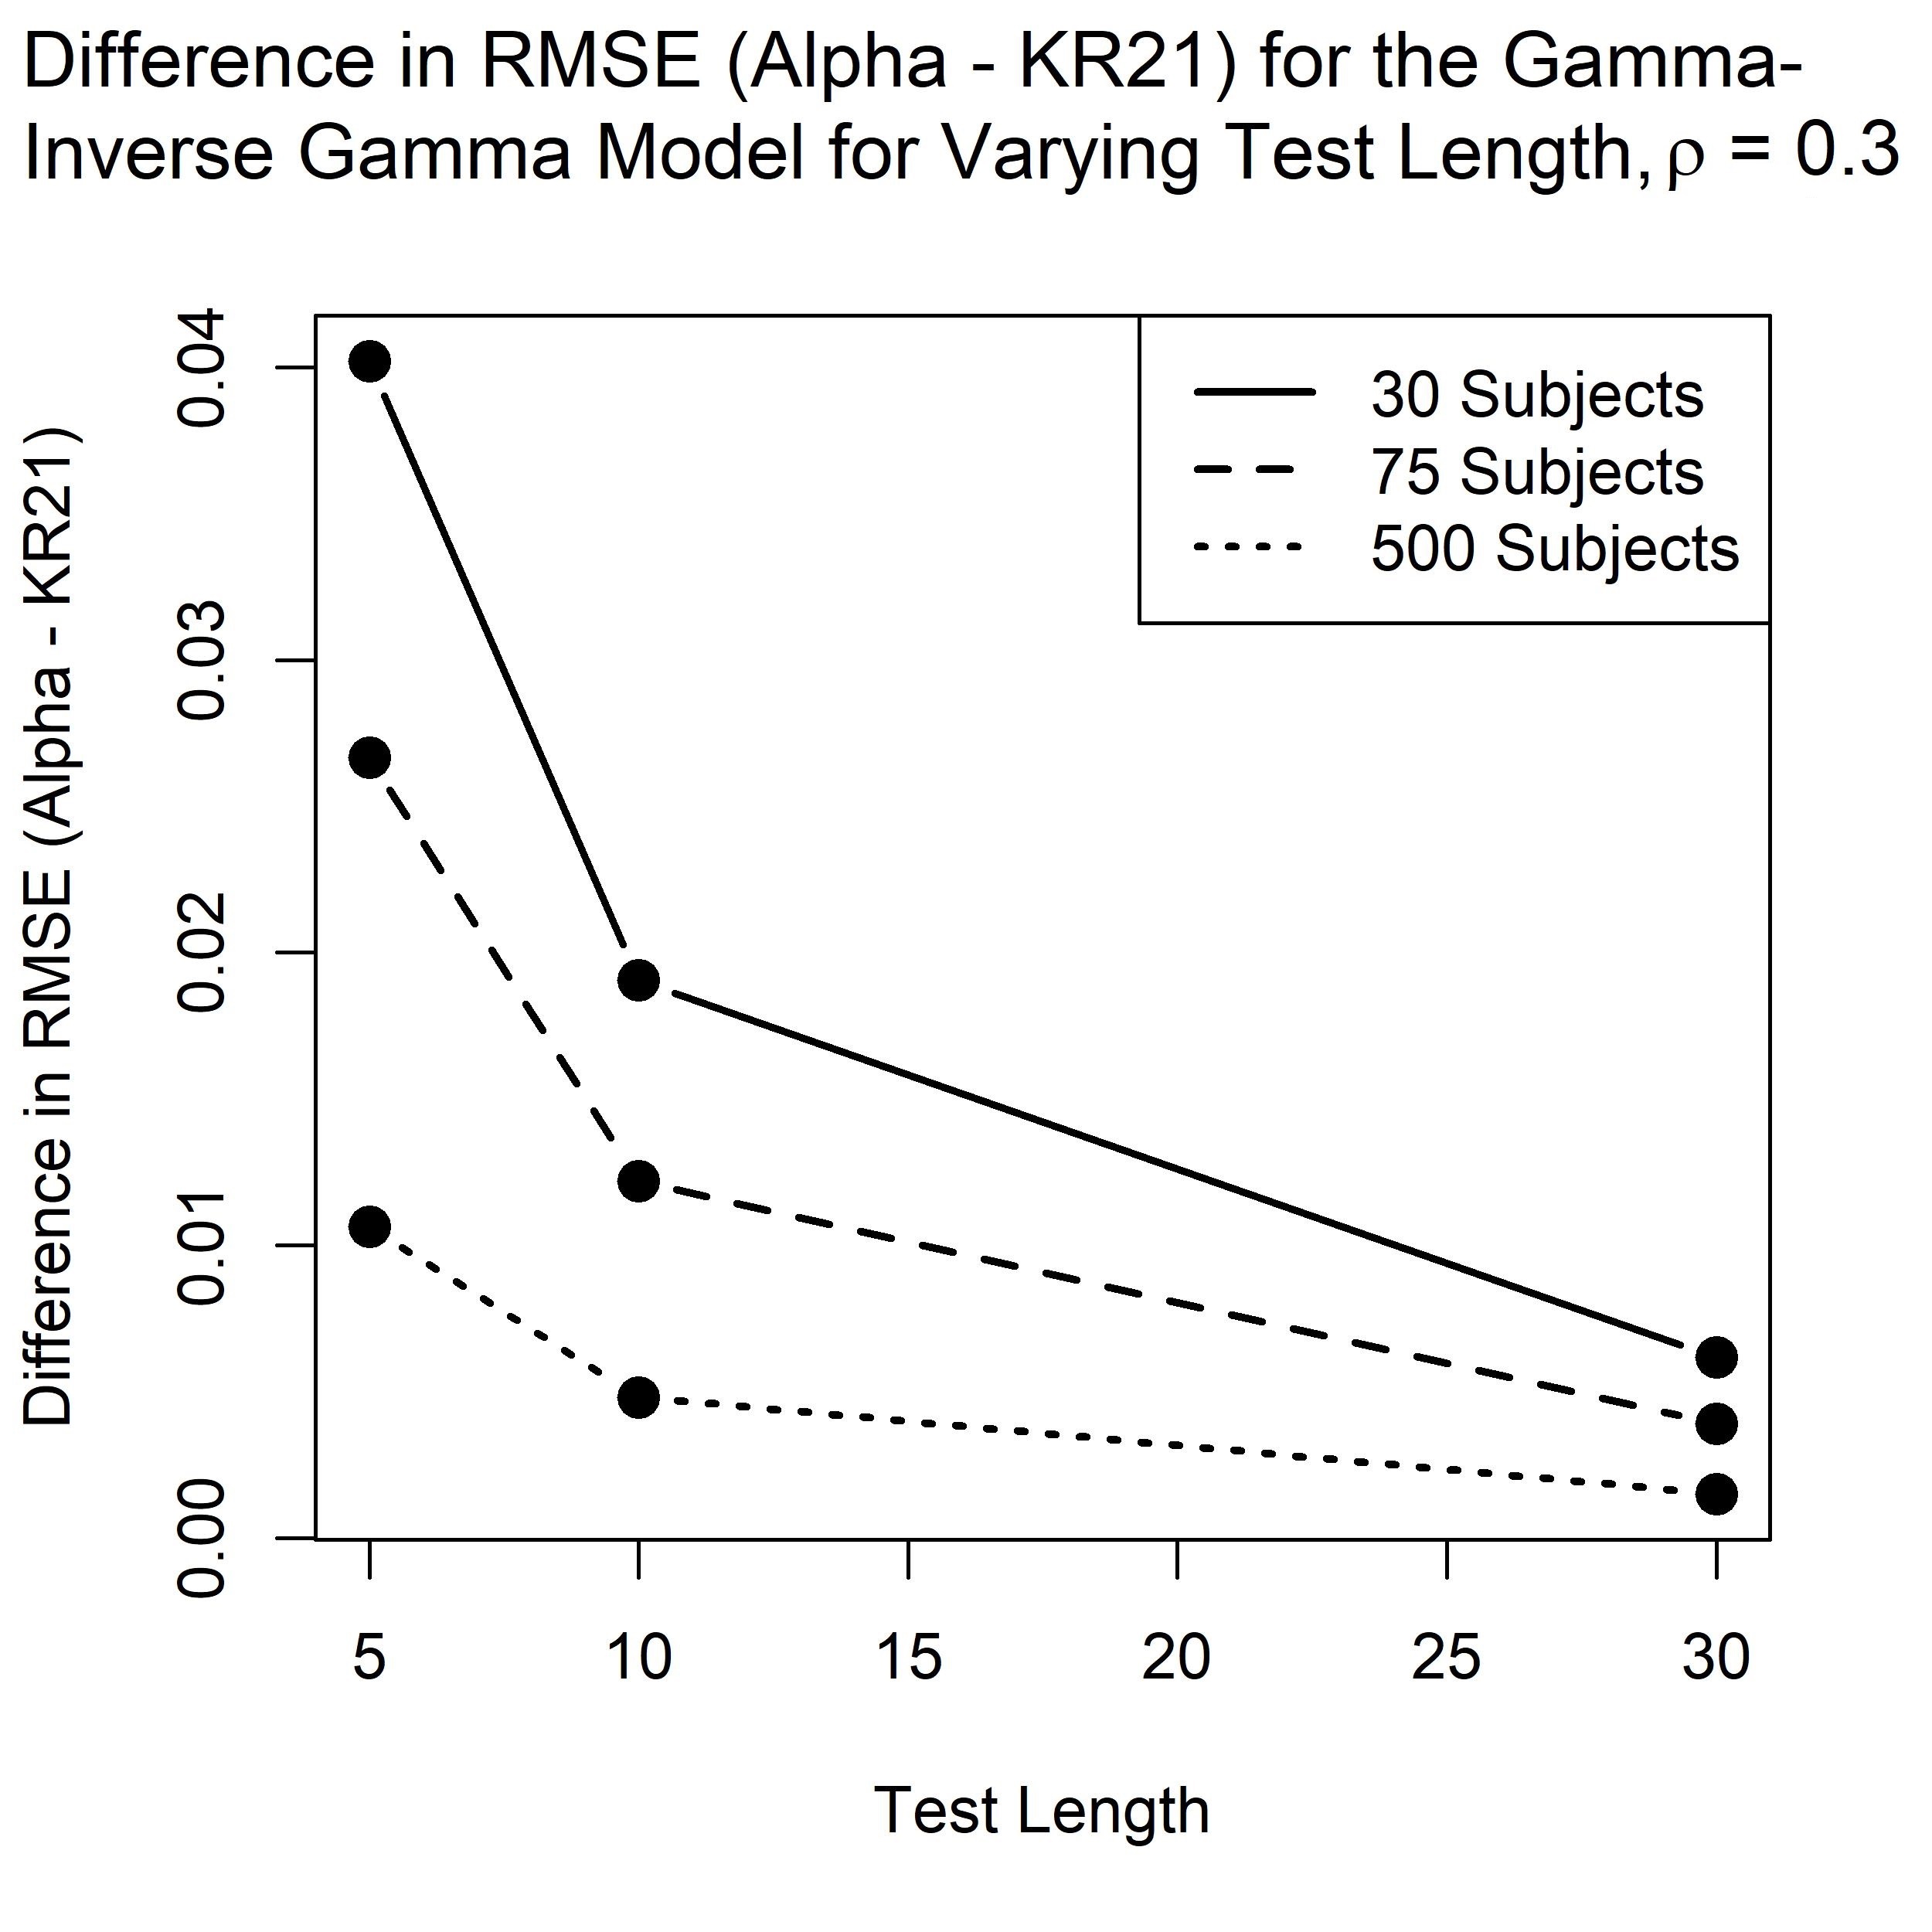 Difference in RMSE (Alpha - KR21) for the Gamma-
Inverse Gamma Model for Varying Test Length, ρ = 0.3
30 Subjects
75 Subjects
500 Subjects
Difference in RMSE (Alpha - KR21)
0.04
0.03
0.02
0.01
0.00
5 10 15 20 25 30
Test Length